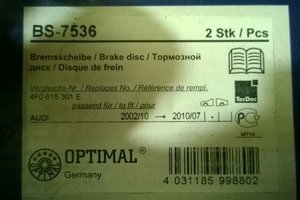 BS-7536
2 Stk / Pcs
Bremsscheibe / Brake disc / Тормозной
диск / Disque de frein
Vergleichs-Nr. / Replaces No. / Référence de rempl.
4F0 615 301 E
passend für / to fit / pour
AUDI 2002/10 → 2010/07
TecDoc
MT14
OPTIMAL®
Germany
4 031185 998802